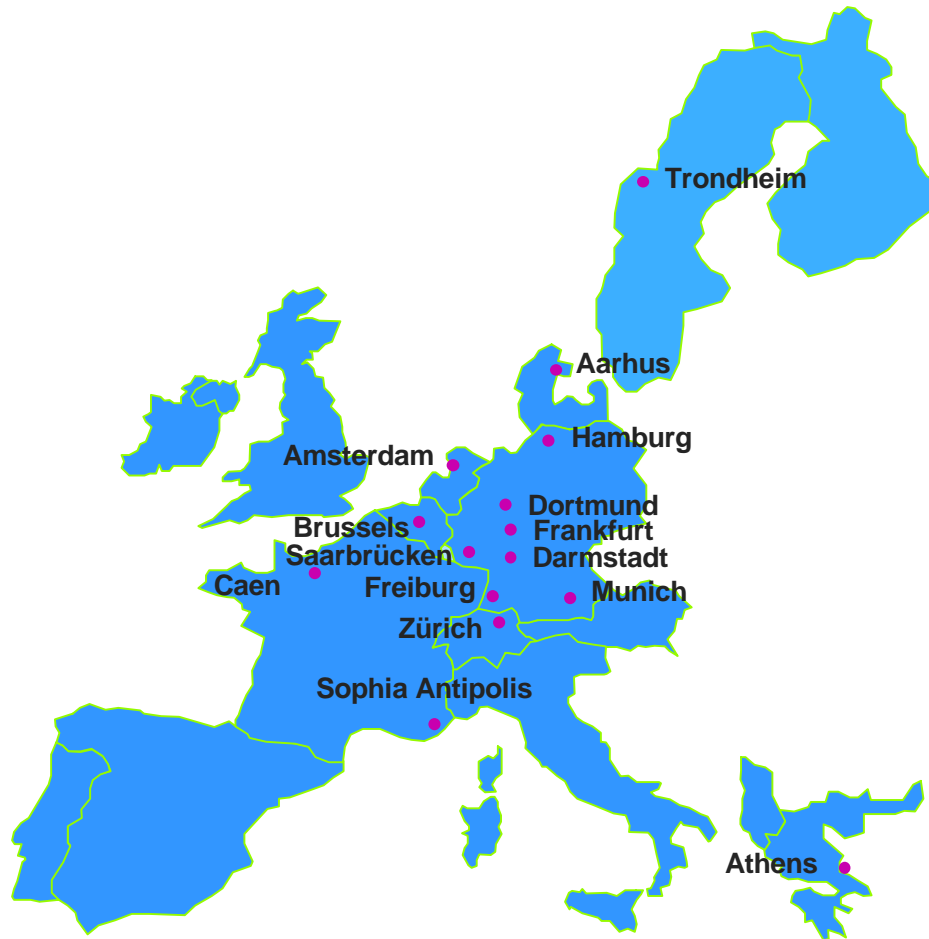 Trondheim
Aarhus
Hamburg
Amsterdam
Dortmund
Brussels
Frankfurt
Saarbrücken
Darmstadt
Caen
Freiburg
Munich
Zürich
Sophia Antipolis
Athens